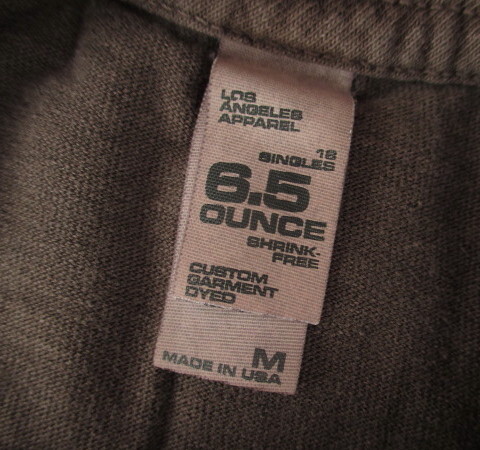 LOS
ANGELES
APPAREL
18
SINGLES
6.5
OUNCE
SHRINK-
FREE
CUSTOM
GARMENT
DYED
M
MADE IN USA